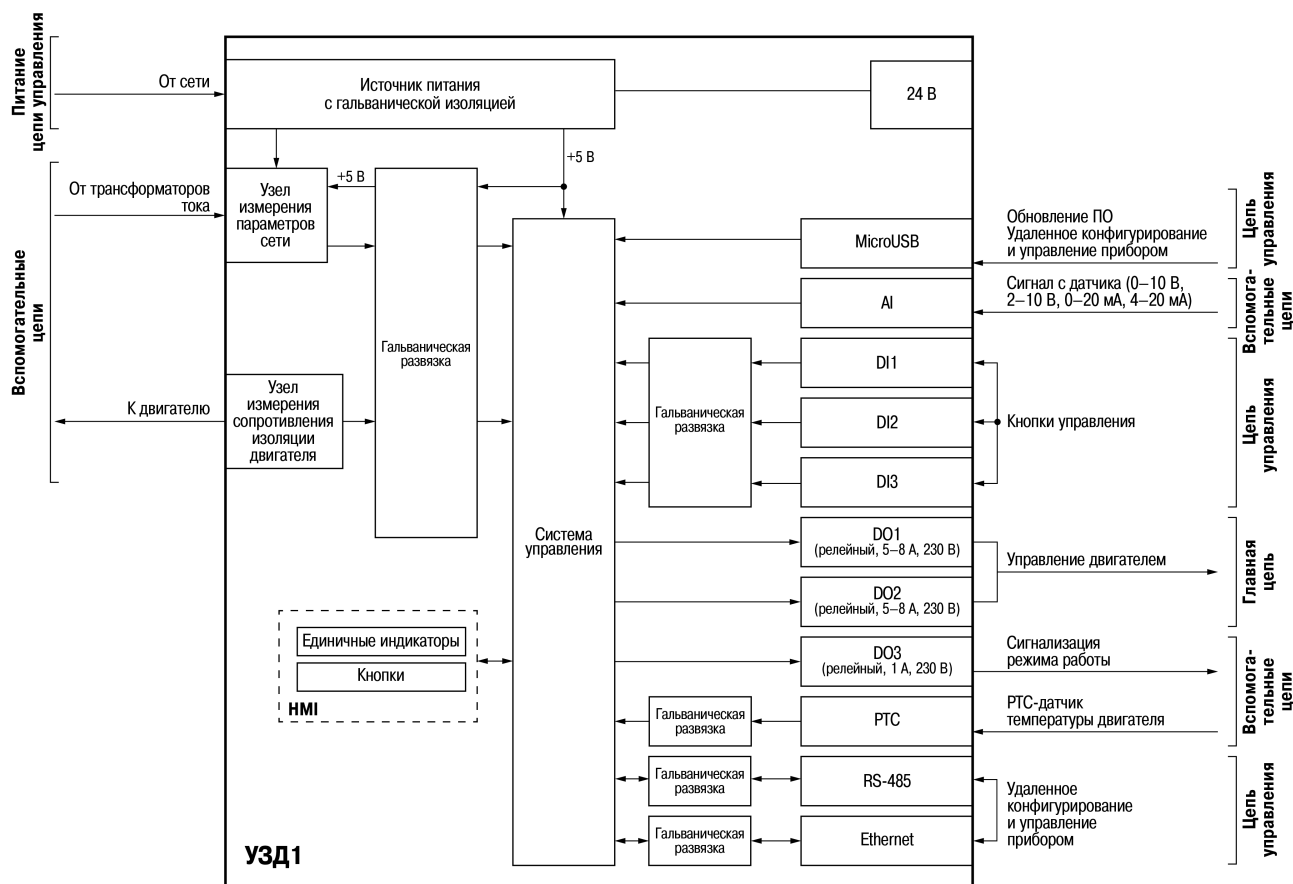 Питание
цепи управления
От сети
Источник питания
с гальванической изоляцией
24 В
+5 В
Вспомогательные
цепи
От трансформаторов
тока
Узел
измерения
параметров
сети
+5 В
Гальваническая
развязка
К двигателю
Узел
измерения
сопротивления
изоляции
двигателя
Система
управления
Единичные индикаторы
Кнопки
HMI
УЗД1
MicroUSB
Обновление ПО
Удаленное конфигурирование
и управление прибором
Цепь
управления
AI
Сигнал с датчика (0–10 В,
2–10 В, 0–20 мА, 4–20 мА)
Вспомога-
тельные
цепи
Гальваническая
развязка
DI1
DI2
DI3
Кнопки управления
Цепь
управления
DO1
(релейный, 5–8 А, 230 В)
DO2
(релейный, 5–8 А, 230 В)
Управление двигателем
Главная
цепь
DO3
(релейный, 1 А, 230 В)
Сигнализация
режима работы
Гальваническая
развязка
PTC
PTC-датчик
температуры двигателя
Вспомога-
тельные
цепи
Гальваническая
развязка
RS-485
Гальваническая
развязка
Ethernet
Удаленное
конфигурирование
и управление
прибором
Цепь
управления